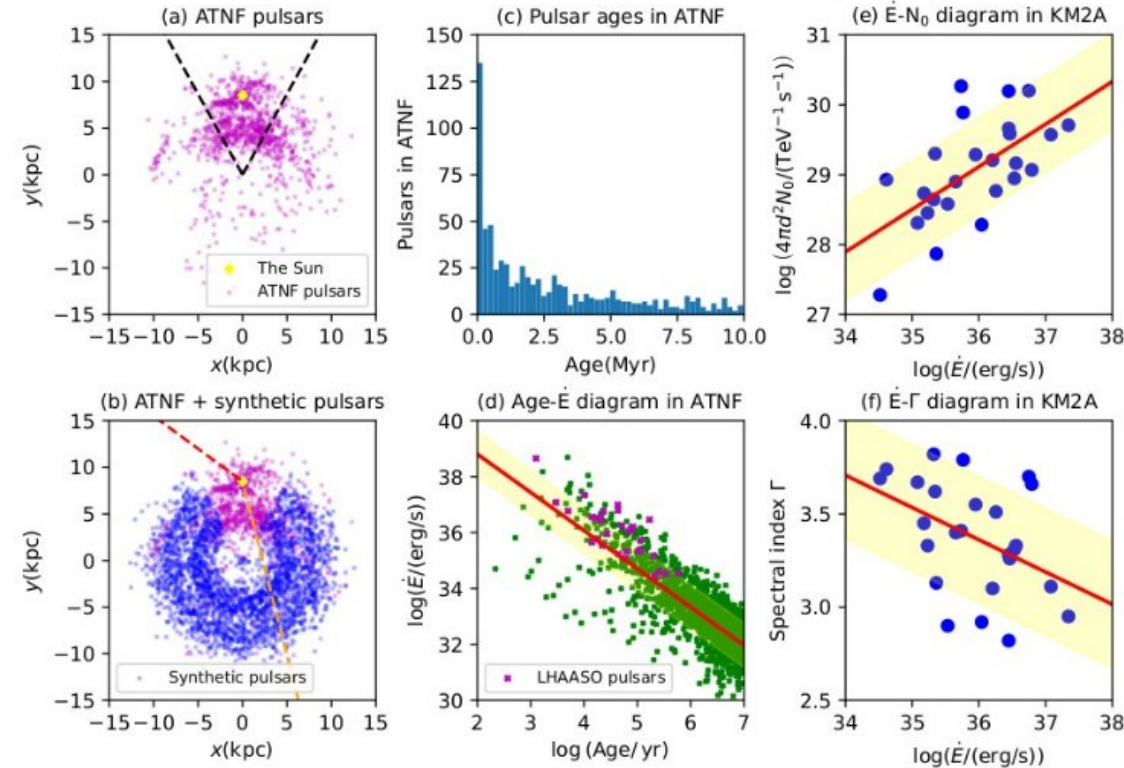 (a) ATNF pulsars
y(kpc)
15
10
5
0
−5
−10
−15
The Sun
ATNF pulsars
−15−10 −5 0 5 10 15
x(kpc)
(c) Pulsar ages in ATNF
Pulsars in ATNF
150
125
100
75
50
25
0
0.0 2.5 5.0 7.5 10.0
Age(Myr)
(e) Ė-N₀ diagram in KM2A
log (4πd²N₀/(TeV⁻¹ s⁻¹))
31
30
29
28
27
34 35 36 37 38
log(Ė/(erg/s))
(b) ATNF + synthetic pulsars
y(kpc)
15
10
5
0
−5
−10
−15
Synthetic pulsars
−15−10 −5 0 5 10 15
x(kpc)
(d) Age-Ė diagram in ATNF
log(Ė/(erg/s))
40
38
36
34
32
30
LHAASO pulsars
2 3 4 5 6 7
log (Age/yr)
(f) Ė-Γ diagram in KM2A
Spectral index Γ
4.0
3.5
3.0
2.5
34 35 36 37 38
log(Ė/(erg/s))